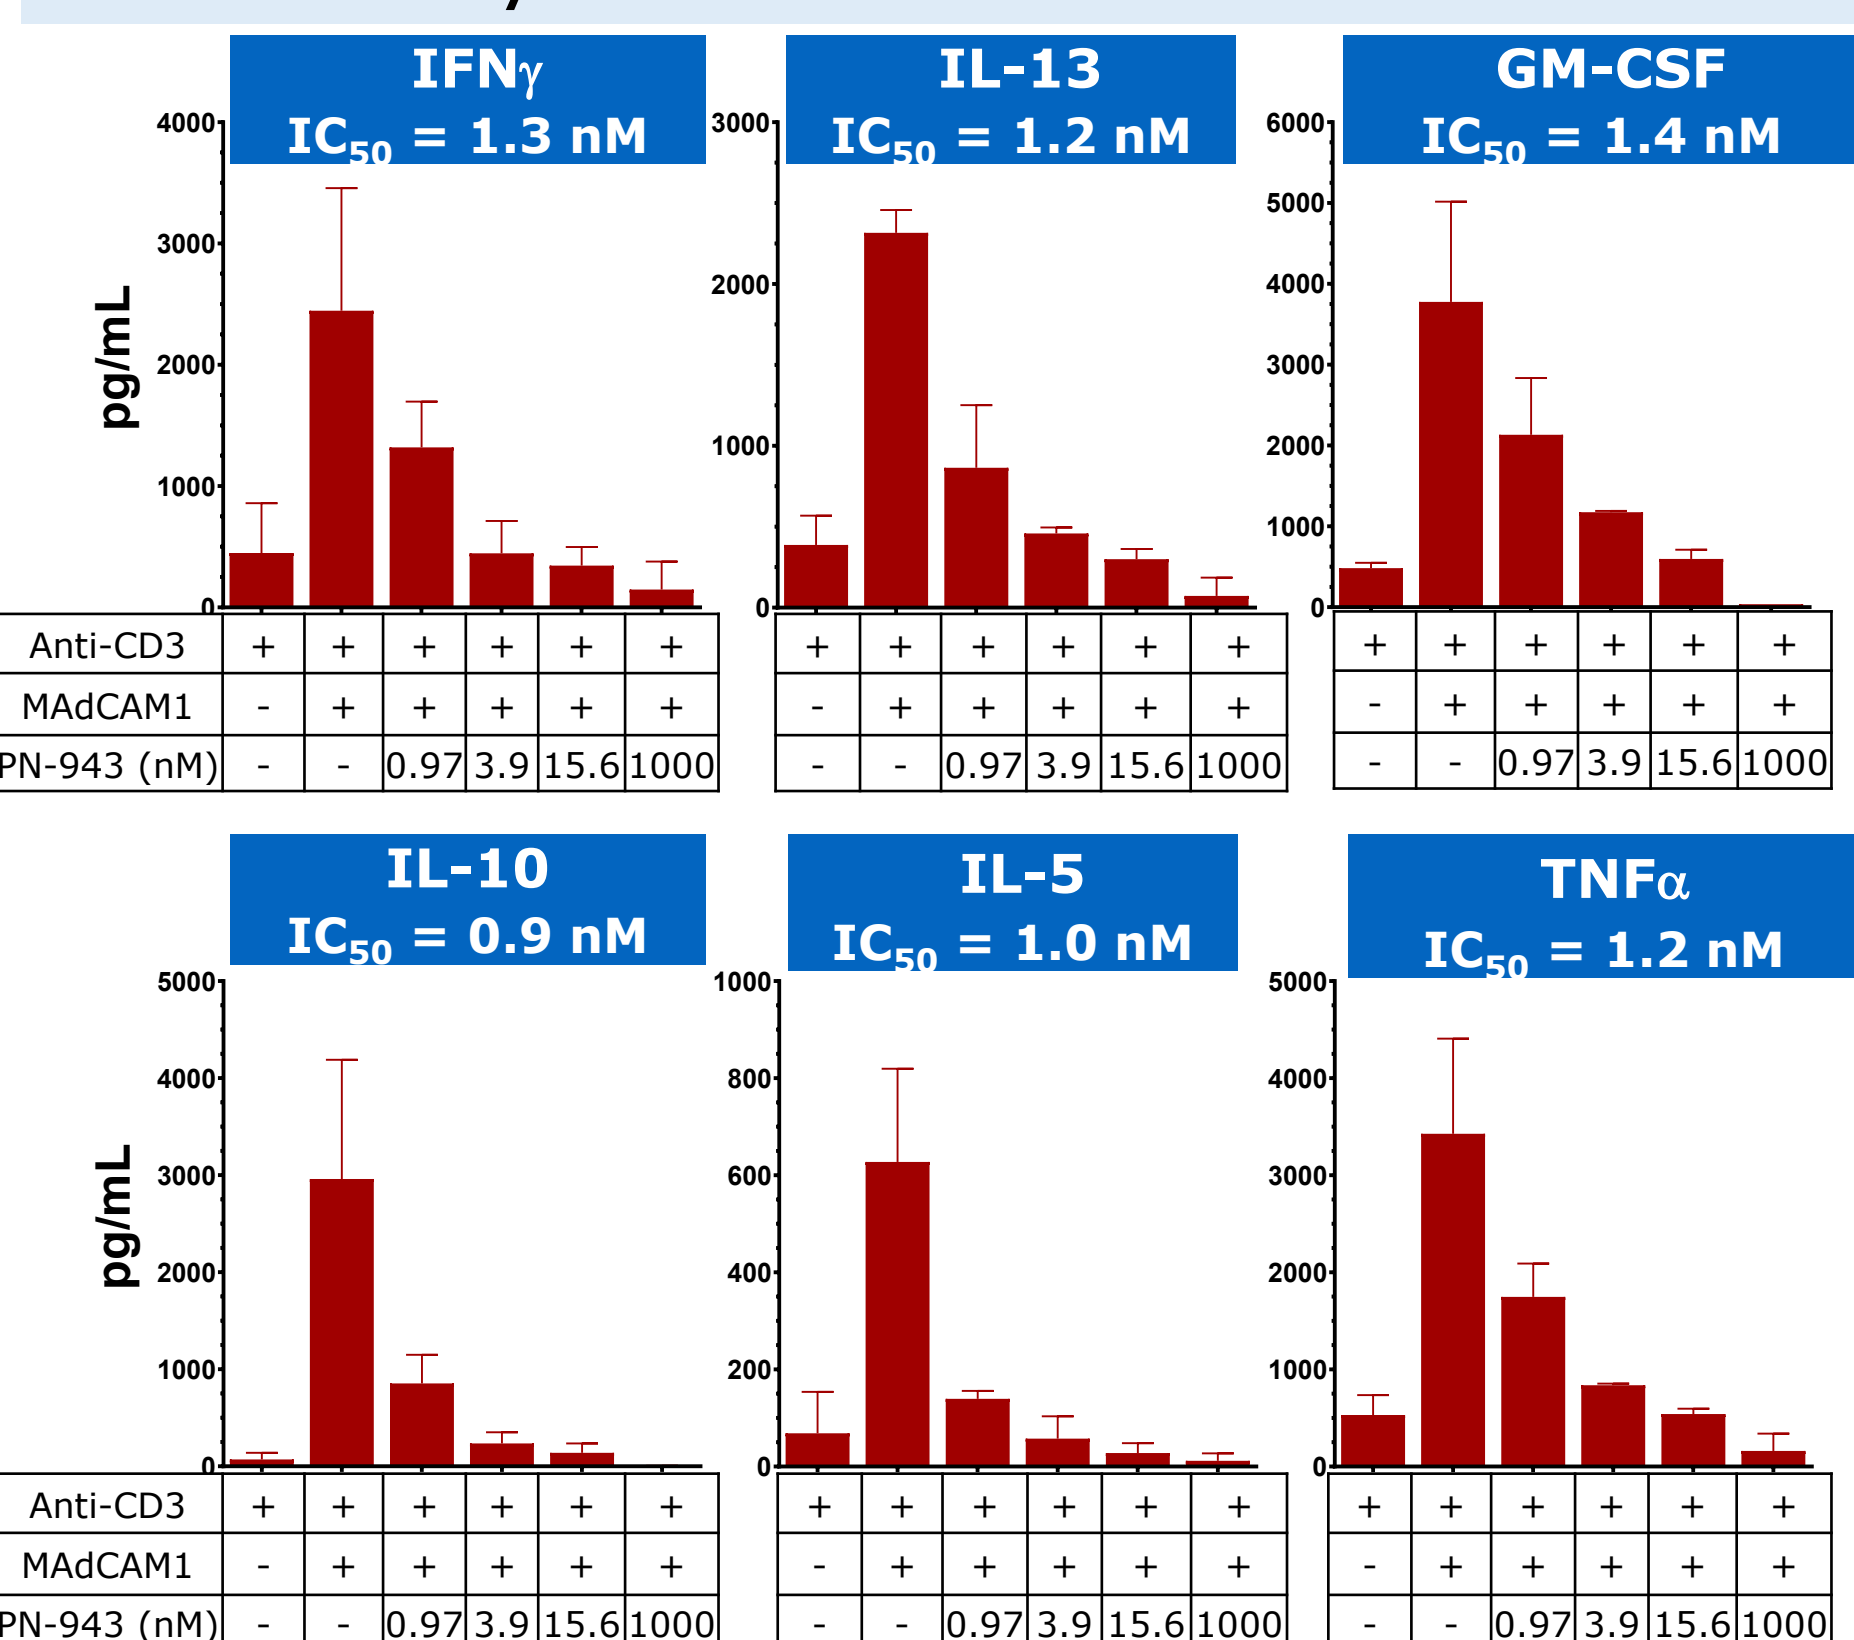 IFNγ
IC50 = 1.3 nM
IL-13
IC50 = 1.2 nM
GM-CSF
IC50 = 1.4 nM
pg/mL
4000
3000
2000
1000
0
3000
2000
1000
0
6000
5000
4000
3000
2000
1000
0
Anti-CD3 + + + + + +
MAdCAM1 - + + + + +
PN-943 (nM) - - 0.97 3.9 15.6 1000
+ + + + + +
- + + + + +
- - 0.97 3.9 15.6 1000
+ + + + + +
- + + + + +
- - 0.97 3.9 15.6 1000
IL-10
IC50 = 0.9 nM
IL-5
IC50 = 1.0 nM
TNFα
IC50 = 1.2 nM
pg/mL
5000
4000
3000
2000
1000
0
1000
800
600
400
200
0
5000
4000
3000
2000
1000
0
Anti-CD3 + + + + + +
MAdCAM1 - + + + + +
PN-943 (nM) - - 0.97 3.9 15.6 1000
+ + + + + +
- + + + + +
- - 0.97 3.9 15.6 1000
+ + + + + +
- + + + + +
- - 0.97 3.9 15.6 1000